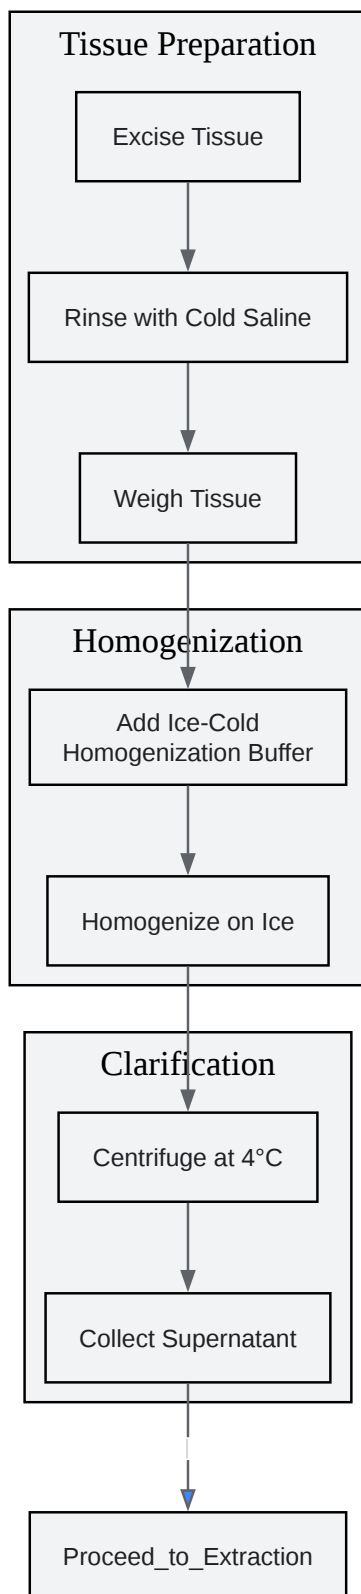 Tissue Preparation
Excise Tissue
Rinse with Cold Saline
Weigh Tissue
Homogenization
Add Ice-Cold
Homogenization Buffer
Homogenize on Ice
Clarification
Centrifuge at 4°C
Collect Supernatant
Proceed_to_Extraction